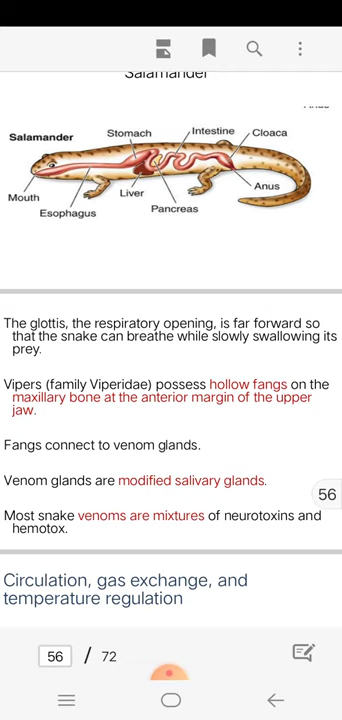 Salamander
Salamander
Stomach
Intestine
Cloaca
Mouth
Esophagus
Liver
Pancreas
Anus
The glottis, the respiratory opening, is far forward so
that the snake can breathe while slowly swallowing its
prey.
Vipers (family Viperidae) possess hollow fangs on the
maxillary bone at the anterior margin of the upper
jaw.
Fangs connect to venom glands.
Venom glands are modified salivary glands.
56
Most snake venoms are mixtures of neurotoxins and
hemotox.
Circulation, gas exchange, and
temperature regulation
56 / 72